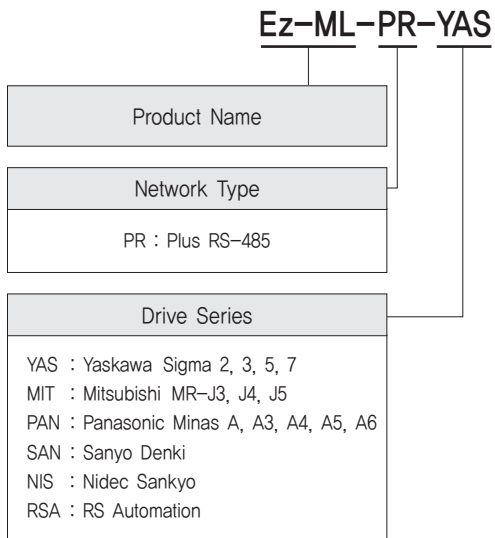 Ez-ML-PR-YAS
Product Name
Network Type
PR : Plus RS-485
Drive Series
YAS : Yaskawa Sigma 2, 3, 5, 7
MIT : Mitsubishi MR-J3, J4, J5
PAN : Panasonic Minas A, A3, A4, A5, A6
SAN : Sanyo Denki
NIS : Nidec Sankyo
RSA : RS Automation